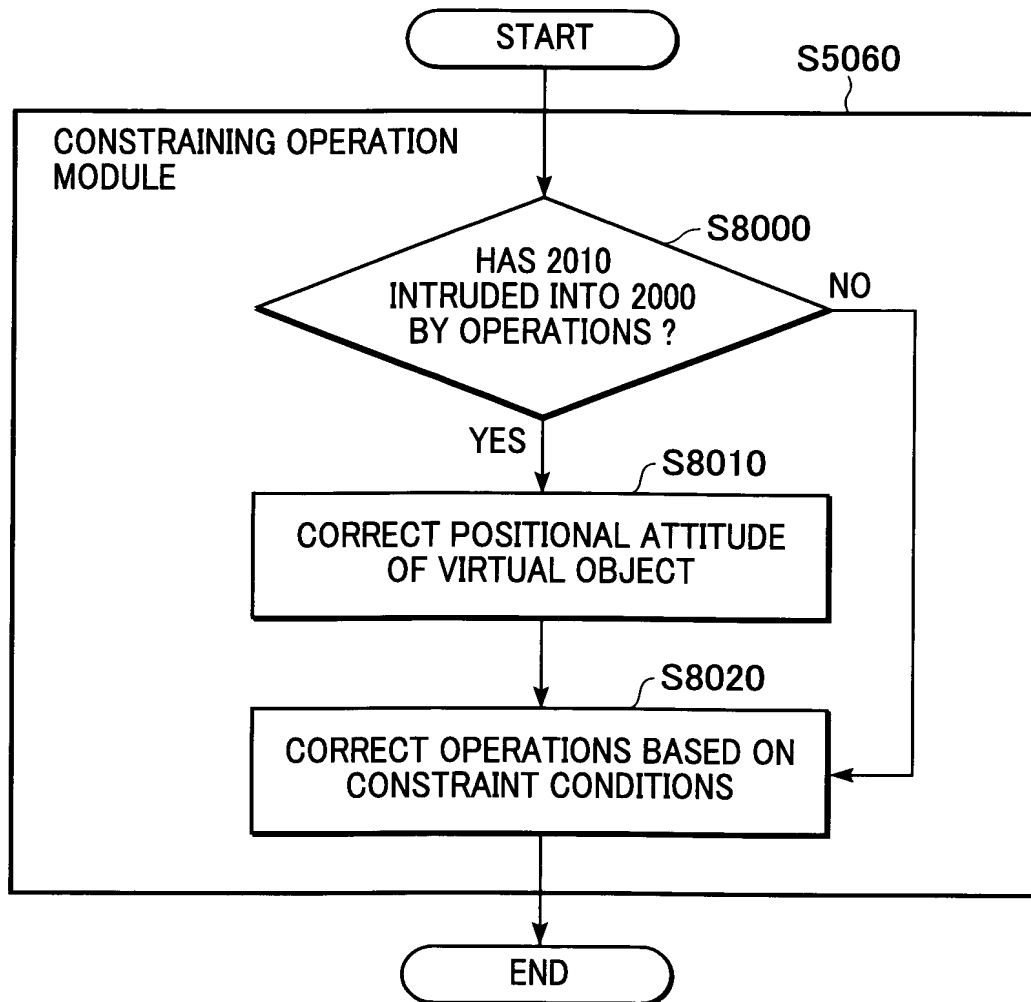 START
S5060
CONSTRAINING OPERATION
MODULE
S8000
HAS 2010
INTRUDED INTO 2000
BY OPERATIONS ?
NO
YES
S8010
CORRECT POSITIONAL ATTITUDE
OF VIRTUAL OBJECT
S8020
CORRECT OPERATIONS BASED ON
CONSTRAINT CONDITIONS
END